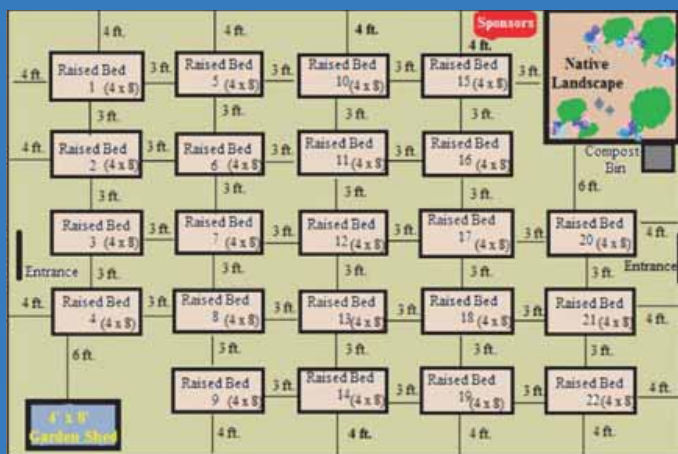 Sponsors
4 ft. 4 ft. 4 ft. 4 ft.
4 ft. Raised Bed 3 ft. Raised Bed 3 ft. Raised Bed 3 ft. Raised Bed 3 ft. Native
1 (4 x 8) 5 (4 x 8) 10 (4 x 8) 15 (4 x 8) Landscape
3 ft. 3 ft. 3 ft. 3 ft.
4 ft. Raised Bed 3 ft. Raised Bed 3 ft. Raised Bed 3 ft. Raised Bed Compost
2 (4 x 8) 6 (4 x 8) 11 (4 x 8) 16 (4 x 8) Bin
3 ft. 3 ft. 3 ft. 3 ft. 6 ft.
Raised Bed 3 ft. Raised Bed 3 ft. Raised Bed 3 ft. Raised Bed 3 ft. Raised Bed 4 ft.
3 (4 x 8) 7 (4 x 8) 12 (4 x 8) 17 (4 x 8) 20 (4 x 8)
Entrance 3 ft. 3 ft. 3 ft. 3 ft. 3 ft. Entrance
4 ft. Raised Bed 3 ft. Raised Bed 3 ft. Raised Bed 3 ft. Raised Bed 3 ft. Raised Bed 4 ft.
4 (4 x 8) 8 (4 x 8) 13 (4 x 8) 18 (4 x 8) 21 (4 x 8)
6 ft. 3 ft. 3 ft. 3 ft. 3 ft.
Raised Bed 3 ft. Raised Bed 3 ft. Raised Bed 3 ft. Raised Bed 4 ft.
9 (4 x 8) 14 (4 x 8) 19 (4 x 8) 22 (4 x 8)
4' x 8'
Garden Shed
4 ft. 4 ft. 4 ft. 4 ft.